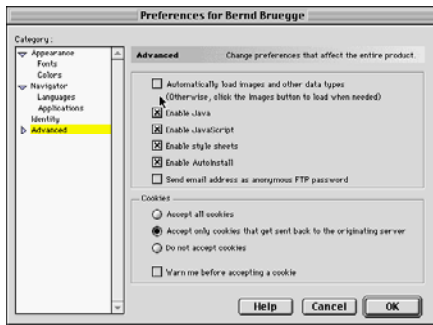 Preferences for Bernd Bruegge
Category:
Appearance
Fonts
Colors
Navigator
Languages
Applications
Identity
Advanced
Advanced Change preferences that affect the entire product.
Automatically load images and other data types
(Otherwise, click the Images button to load when needed)
Enable Java
Enable JavaScript
Enable style sheets
Enable AutoInstall
Send email address as anonymous FTP password
Cookies
Accept all cookies
Accept only cookies that get sent back to the originating server
Do not accept cookies
Warn me before accepting a cookie
Help Cancel OK